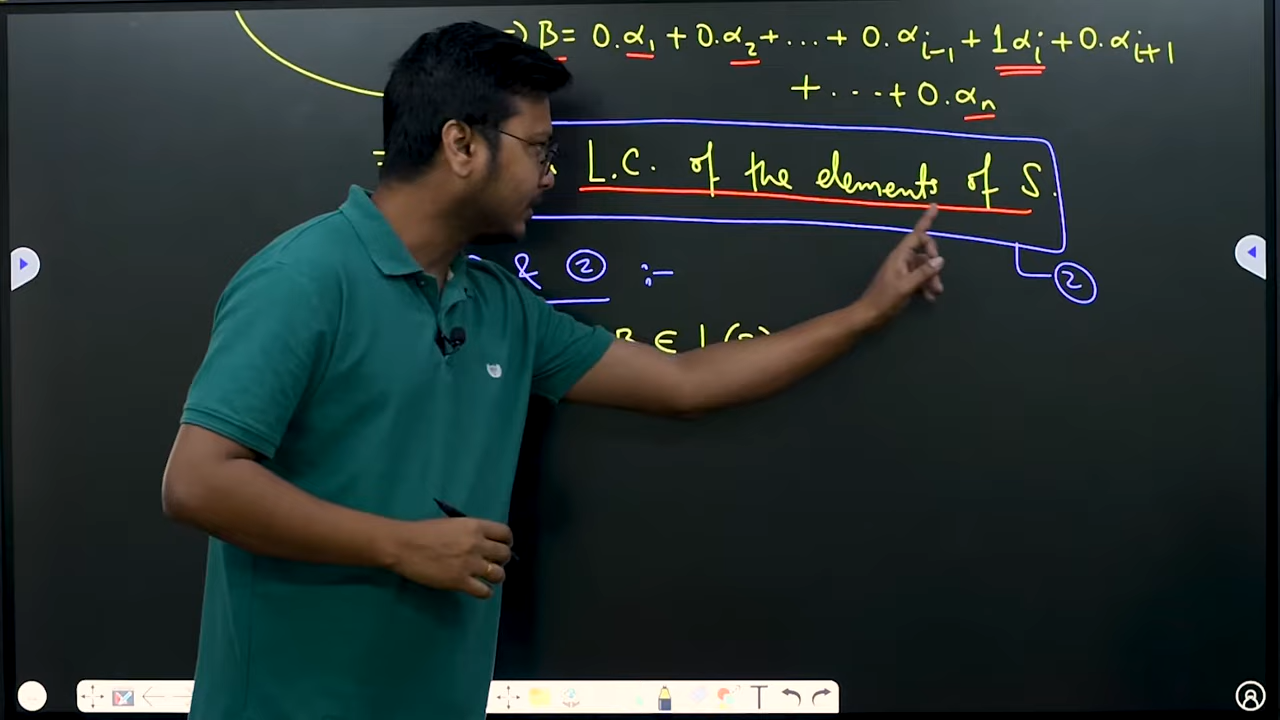 B = 0.α₁ + 0.α₂ + ... + 0.αᵢ₋₁ + 1αᵢ + 0.αᵢ₊₁
+ ... + 0.αₙ
L.C. of the elements of S.
& ② :-
②
B ∈ L(S)
T